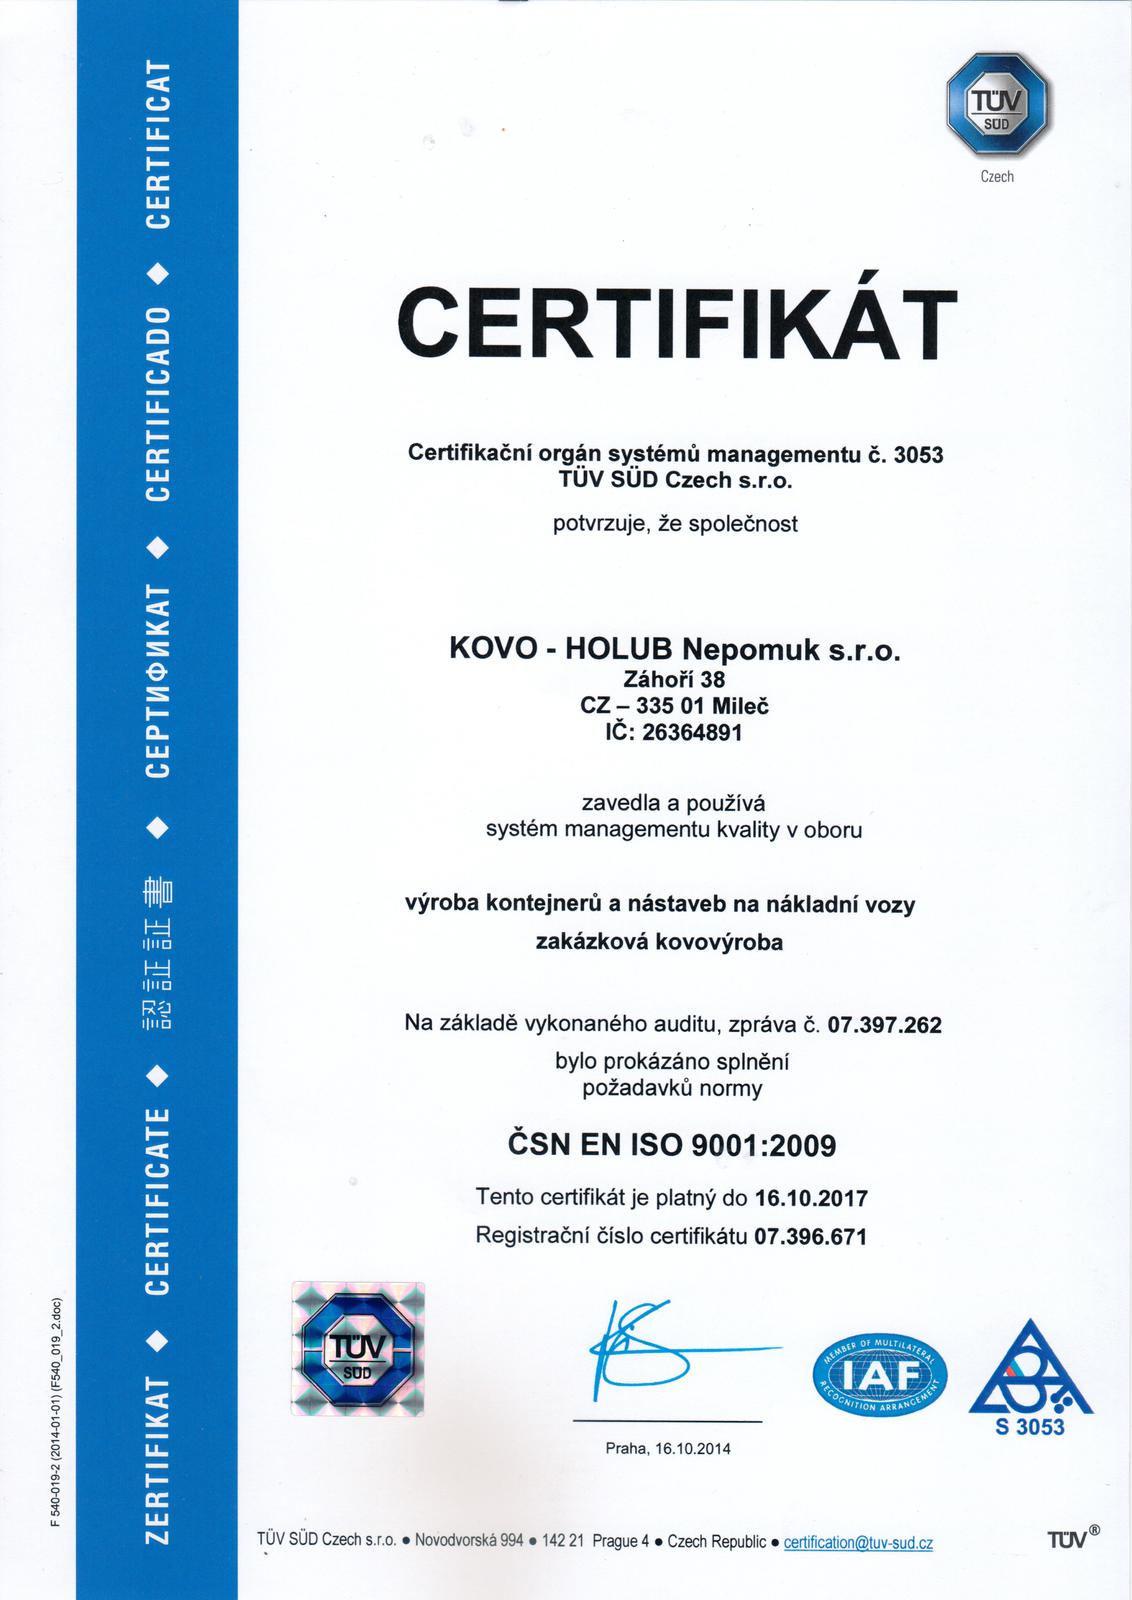 TÜV
SÜD
Czech
CERTIFIKÁT
Certifikační orgán systémů managementu č. 3053
TÜV SÜD Czech s.r.o.
potvrzuje, že společnost
KOVO - HOLUB Nepomuk s.r.o.
Záhoří 38
CZ – 335 01 Mileč
IČ: 26364891
zavedla a používá
systém managementu kvality v oboru
výroba kontejnerů a nástaveb na nákladní vozy
zakázková kovovýroba
Na základě vykonaného auditu, zpráva č. 07.397.262
bylo prokázáno splnění
požadavků normy
ČSN EN ISO 9001:2009
Tento certifikát je platný do 16.10.2017
Registrační číslo certifikátu 07.396.671
TÜV
SÜD
MEMBER OF MULTILATERAL
IAF
RECOGNITION ARRANGEMENT
S 3053
Praha, 16.10.2014
TÜV SÜD Czech s.r.o. ● Novodvorská 994 ● 142 21 Prague 4 ● Czech Republic ● certification@tuv-sud.cz
TÜV®
ZERTIFIKAT ◆ CERTIFICATE ◆ 認証証書 ◆ СЕРТИФИКАТ ◆ CERTIFICADO ◆ CERTIFICAT
F 540-019-2 (2014-01-01) (F540_019_2.doc)